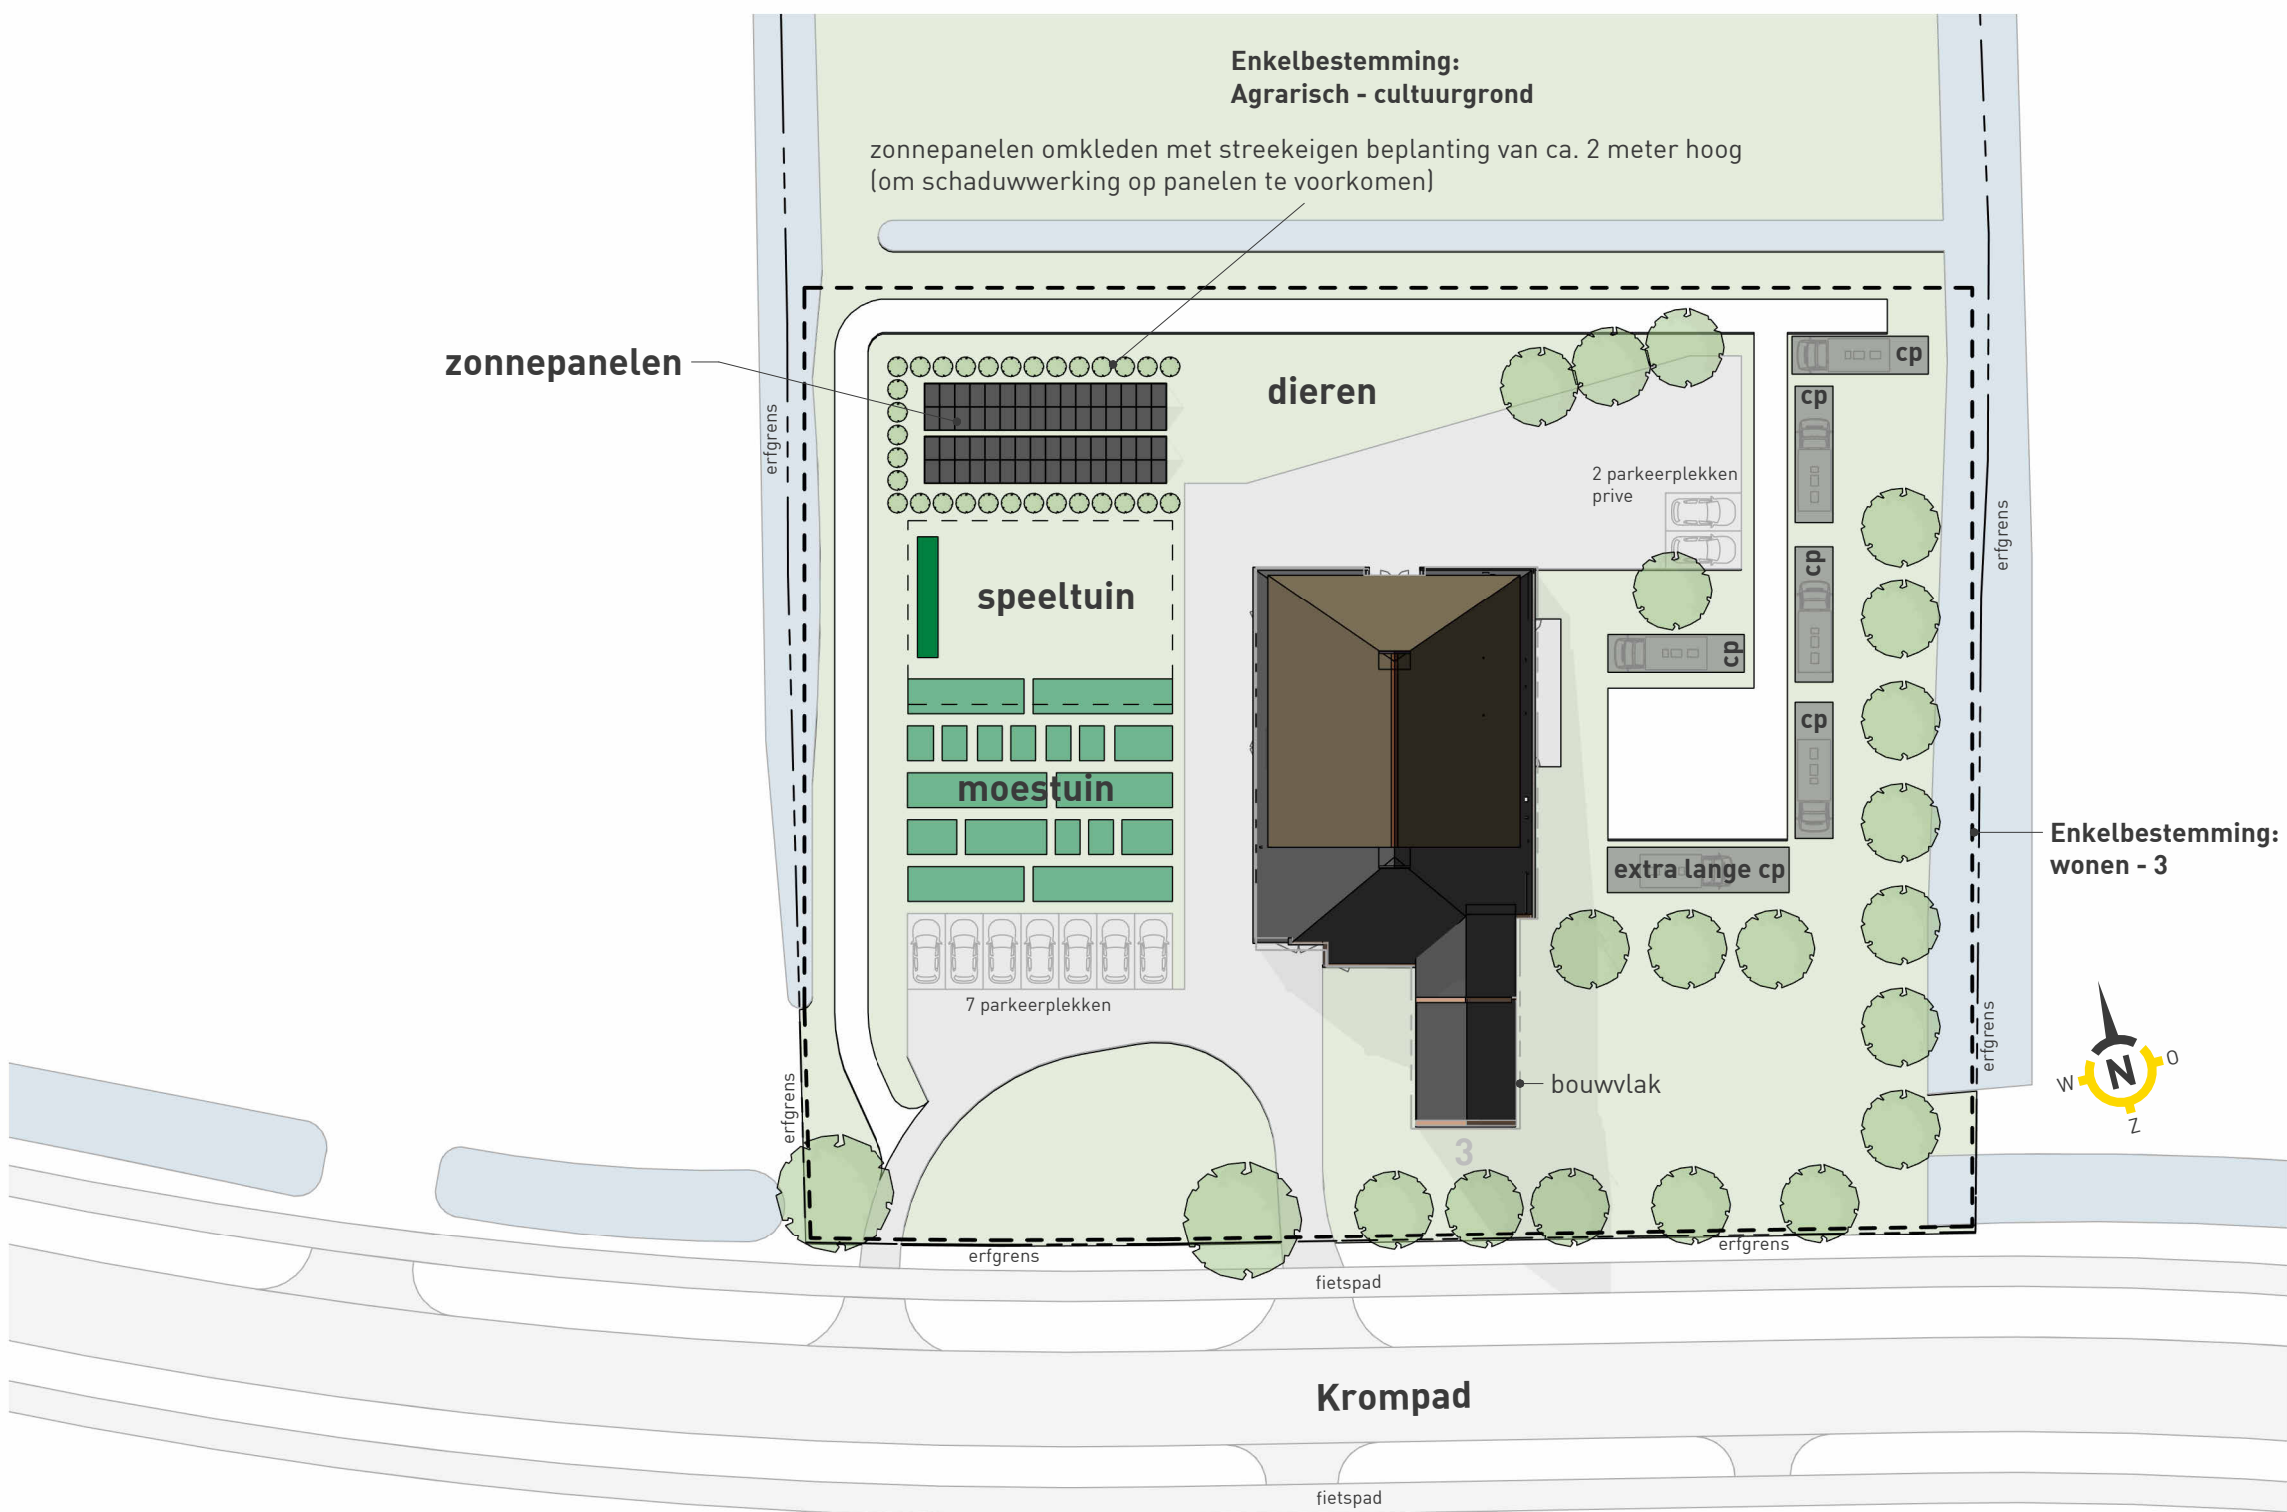 Enkelbestemming:
Agrarisch - cultuurgrond
zonnepanelen omkleden met streekeigen beplanting van ca. 2 meter hoog
(om schaduwwerking op panelen te voorkomen)
zonnepanelen
dieren
cp
cp
erfgrens
2 parkeerplekken
prive
erfgrens
cp
speeltuin
cp
cp
moestuin
Enkelbestemming:
wonen - 3
extra lange cp
7 parkeerplekken
erfgrens
N
O
W
Z
bouwvlak
erfgrens
3
erfgrens
erfgrens
fietspad
Krompad
fietspad